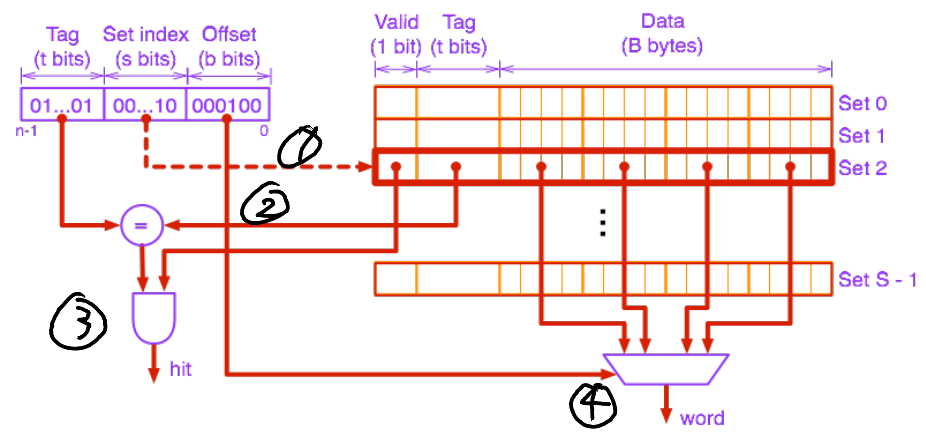 Tag
(t bits)
Set index
(s bits)
Offset
(b bits)
Valid
(1 bit)
Tag
(t bits)
Data
(B bytes)
01...01
00...10
000100
n-1
0
Set 0
Set 1
Set 2
1
2
=
⋮
Set S - 1
3
hit
4
word